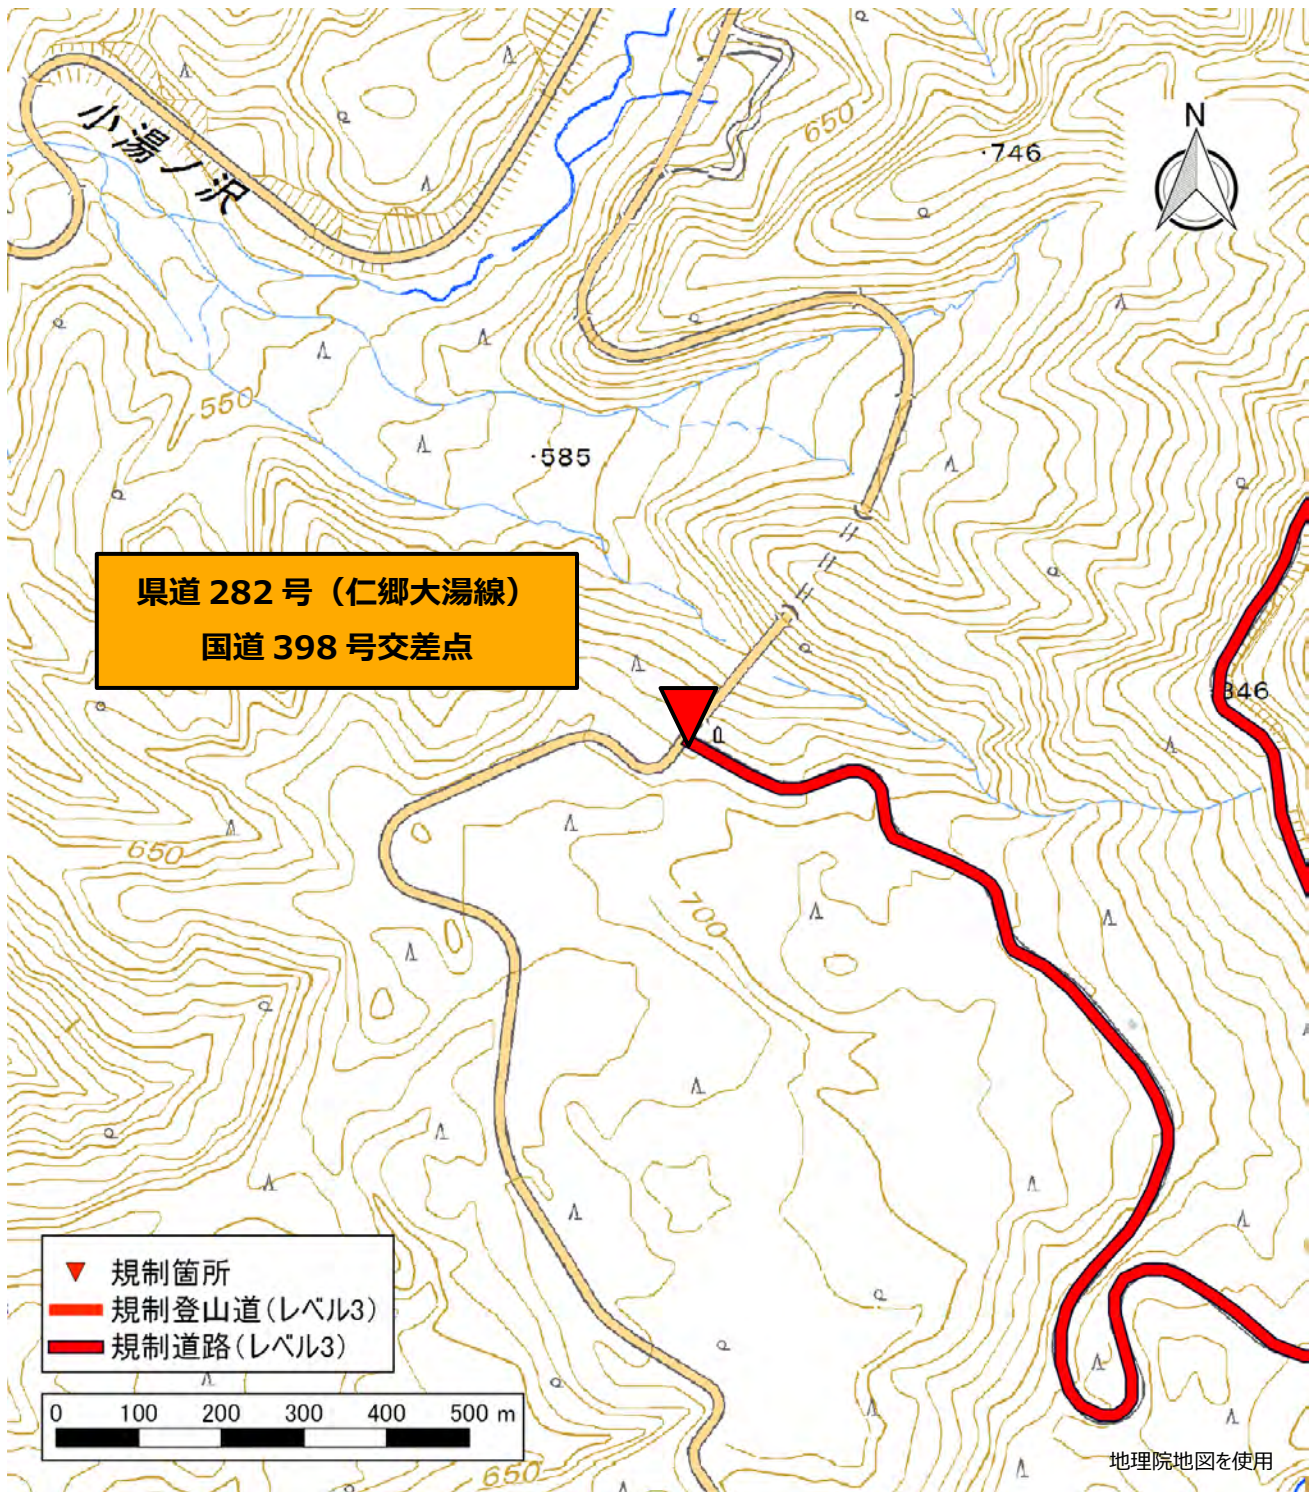 小湯ノ沢
650
・746
N
550
・585
県道 282 号（仁郷大湯線）
国道 398 号交差点
846
650
700
規制箇所
規制登山道（レベル3）
規制道路（レベル3）
0 100 200 300 400 500 m
650
地理院地図を使用